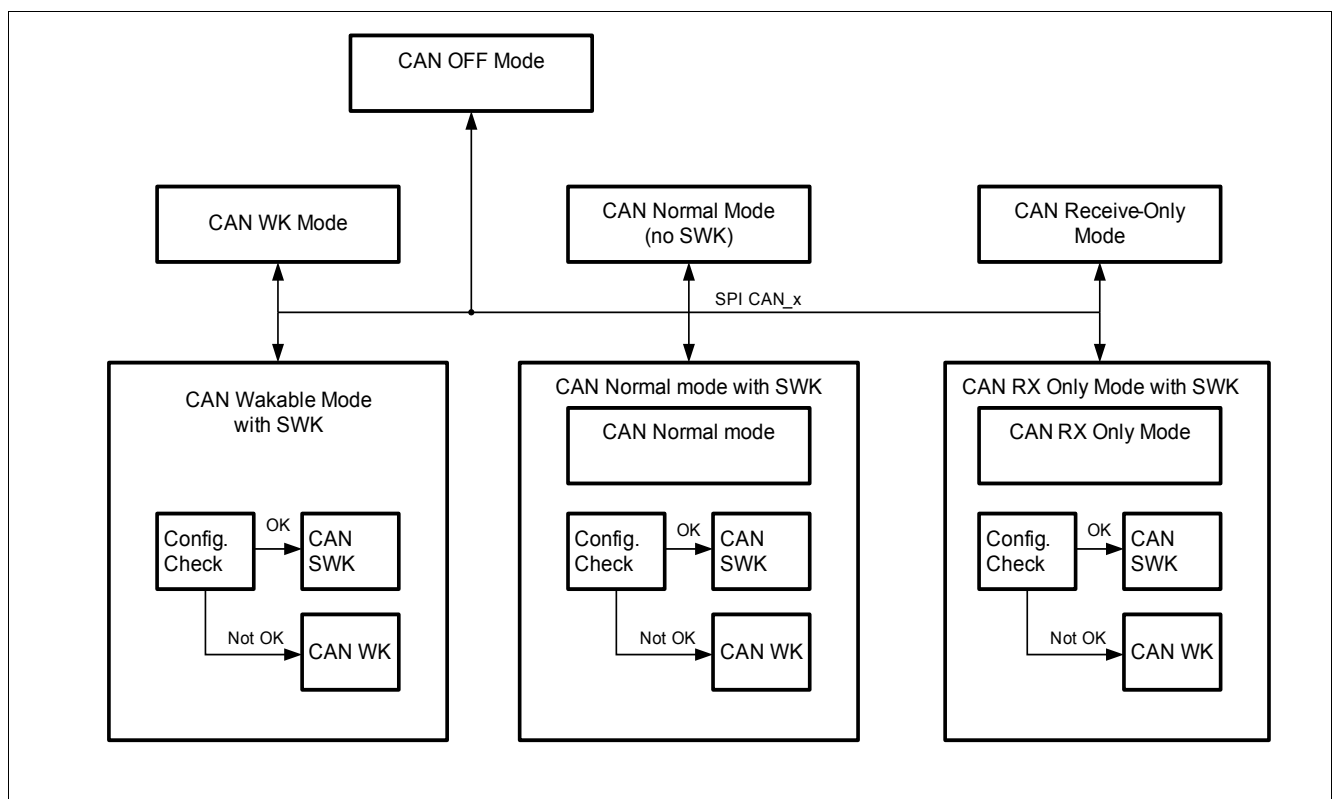 CAN OFF Mode
CAN WK Mode
CAN Normal Mode
(no SWK)
CAN Receive-Only
Mode
SPI CAN_x
CAN Wakable Mode
with SWK
Config.
Check
OK
CAN
SWK
Not OK
CAN WK
CAN Normal mode with SWK
CAN Normal mode
Config.
Check
OK
CAN
SWK
Not OK
CAN WK
CAN RX Only Mode with SWK
CAN RX Only Mode
Config.
Check
OK
CAN
SWK
Not OK
CAN WK